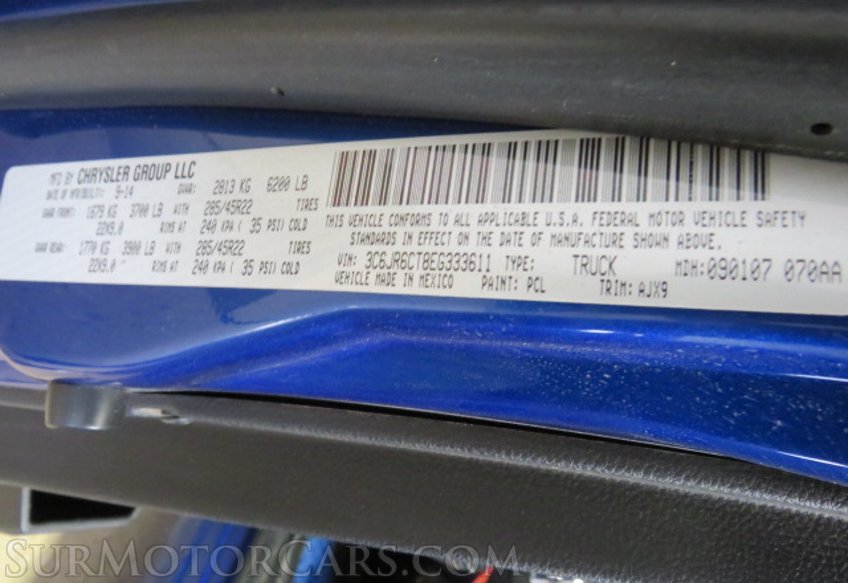 MFD BY: CHRYSLER GROUP LLC
DATE OF MFR/BUILT: 9-14 GVWR: 2813 KG 6200 LB
GAWR FRONT: 1679 KG 3700 LB WITH 285/45R22 TIRES
22X9.0 RIMS AT 240 KPA ( 35 PSI) COLD
GAWR REAR: 1770 KG 3900 LB WITH 285/45R22 TIRES
22X9.0 RIMS AT 240 KPA ( 35 PSI) COLD
THIS VEHICLE CONFORMS TO ALL APPLICABLE U.S.A. FEDERAL MOTOR VEHICLE SAFETY
STANDARDS IN EFFECT ON THE DATE OF MANUFACTURE SHOWN ABOVE.
VIN: 3C6JR6CT8EG333611 TYPE: TRUCK MDH:090107 070AA
VEHICLE MADE IN MEXICO PAINT: PCL TRIM: AJX9
SurMotorCars.com